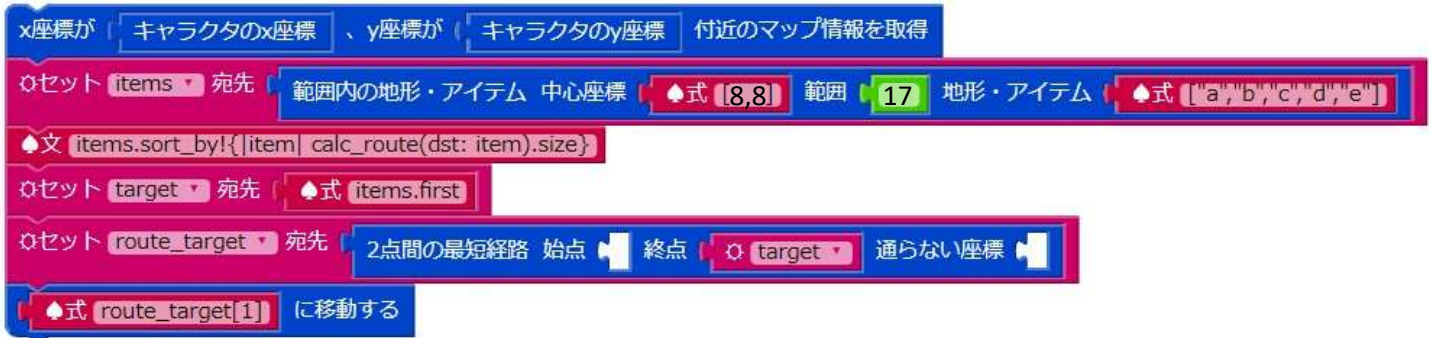 x座標が キャラクタのx座標 、y座標が キャラクタのy座標 付近のマップ情報を取得
セット items 宛先 範囲内の地形・アイテム 中心座標 式 [8,8] 範囲 17 地形・アイテム 式 ["a","b","c","d","e"]
文 items.sort_by!{|item| calc_route(dst: item).size}
セット target 宛先 式 items.first
セット route_target 宛先 2点間の最短経路 始点 終点 target 通らない座標
式 route_target[1] に移動する